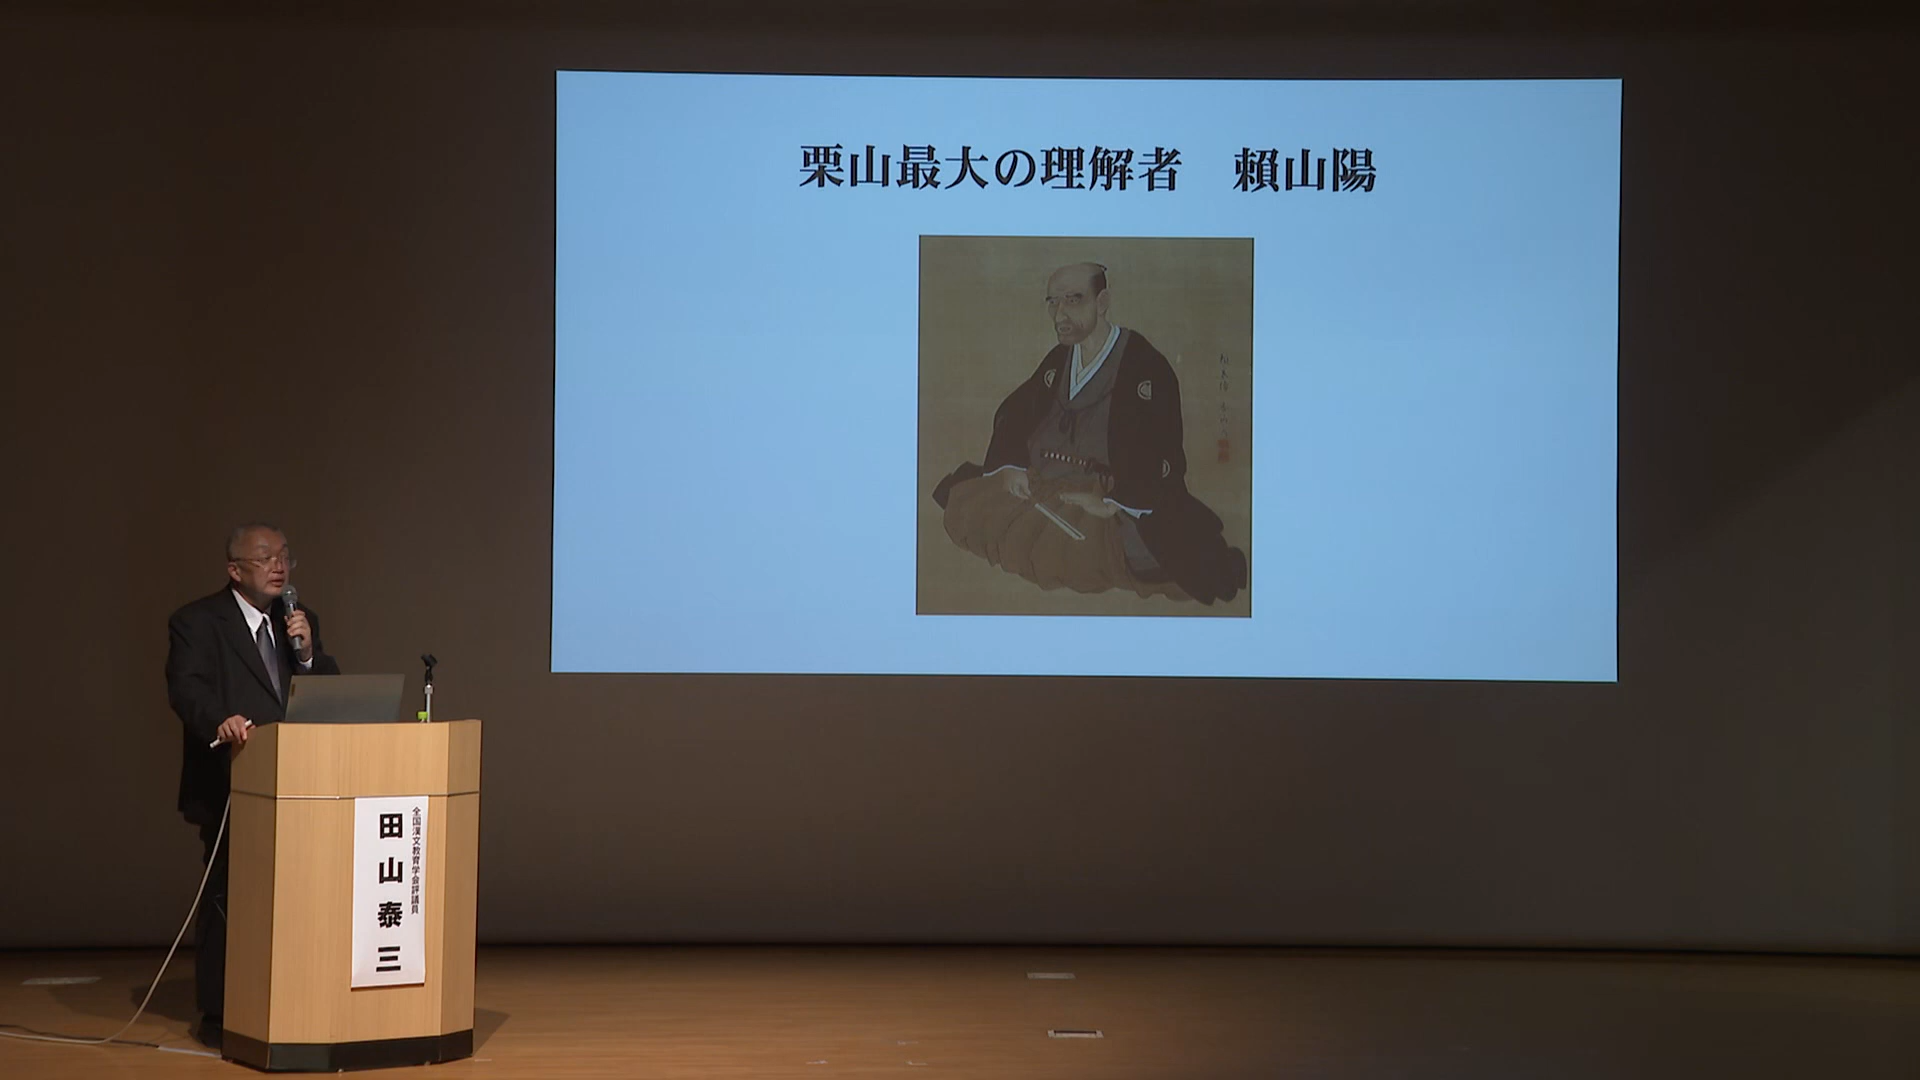 栗山最大の理解者　頼山陽
全国漢文教育学会評議員
田山泰三